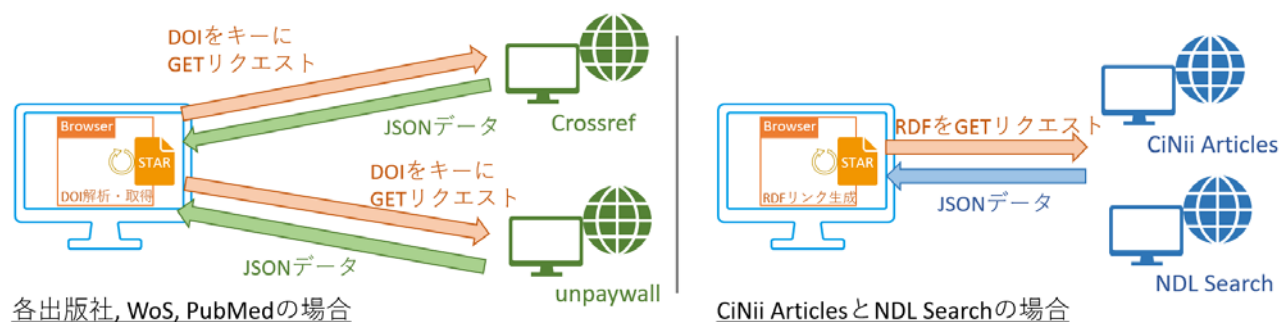 DOIをキーに
GETリクエスト
Browser
STAR
DOI解析・取得
JSONデータ
Crossref
DOIをキーに
GETリクエスト
JSONデータ
unpaywall
各出版社, WoS, PubMedの場合
Browser
STAR
RDFリンク生成
RDFをGETリクエスト
JSONデータ
CiNii Articles
NDL Search
CiNii ArticlesとNDL Searchの場合